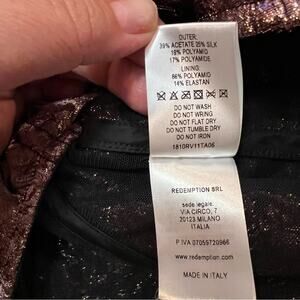 OUTER:
39% ACETATE 25% SILK
19% POLYAMID
17% POLYAMIDE
LINING:
86% POLYAMID
14% ELASTAN
DO NOT WASH
DO NOT WRING
DO NOT FLAT DRY
DO NOT TUMBLE DRY
DO NOT IRON
1810RV11TA06
REDEMPTION SRL
sede legale:
VIA CIRCO, 7
20123 MILANO
ITALIA
P.IVA 07059720966
www.redemption.com
Made in Italy